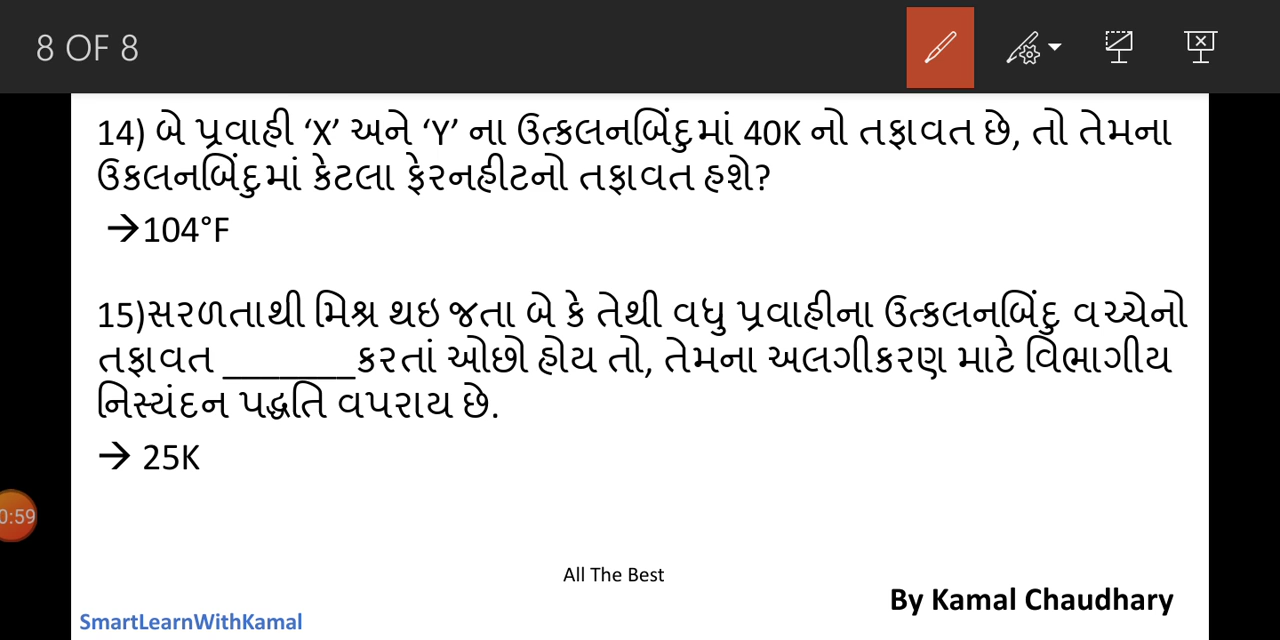 8 OF 8
14) બે પ્રવાહી ‘X’ અને ‘Y’ ના ઉત્કલનબિંદુમાં 40K નો તફાવત છે, તો તેમના
ઉકલનબિંદુમાં કેટલા ફેરનહીટનો તફાવત હશે?
→104°F
15)સરળતાથી મિશ્ર થઇ જતા બે કે તેથી વધુ પ્રવાહીના ઉત્કલનબિંદુ વચ્ચેનો
તફાવત _______કરતાં ઓછો હોય તો, તેમના અલગીકરણ માટે વિભાગીય
નિસ્યંદન પદ્ધતિ વપરાય છે.
→ 25K
0:59
All The Best
By Kamal Chaudhary
SmartLearnWithKamal